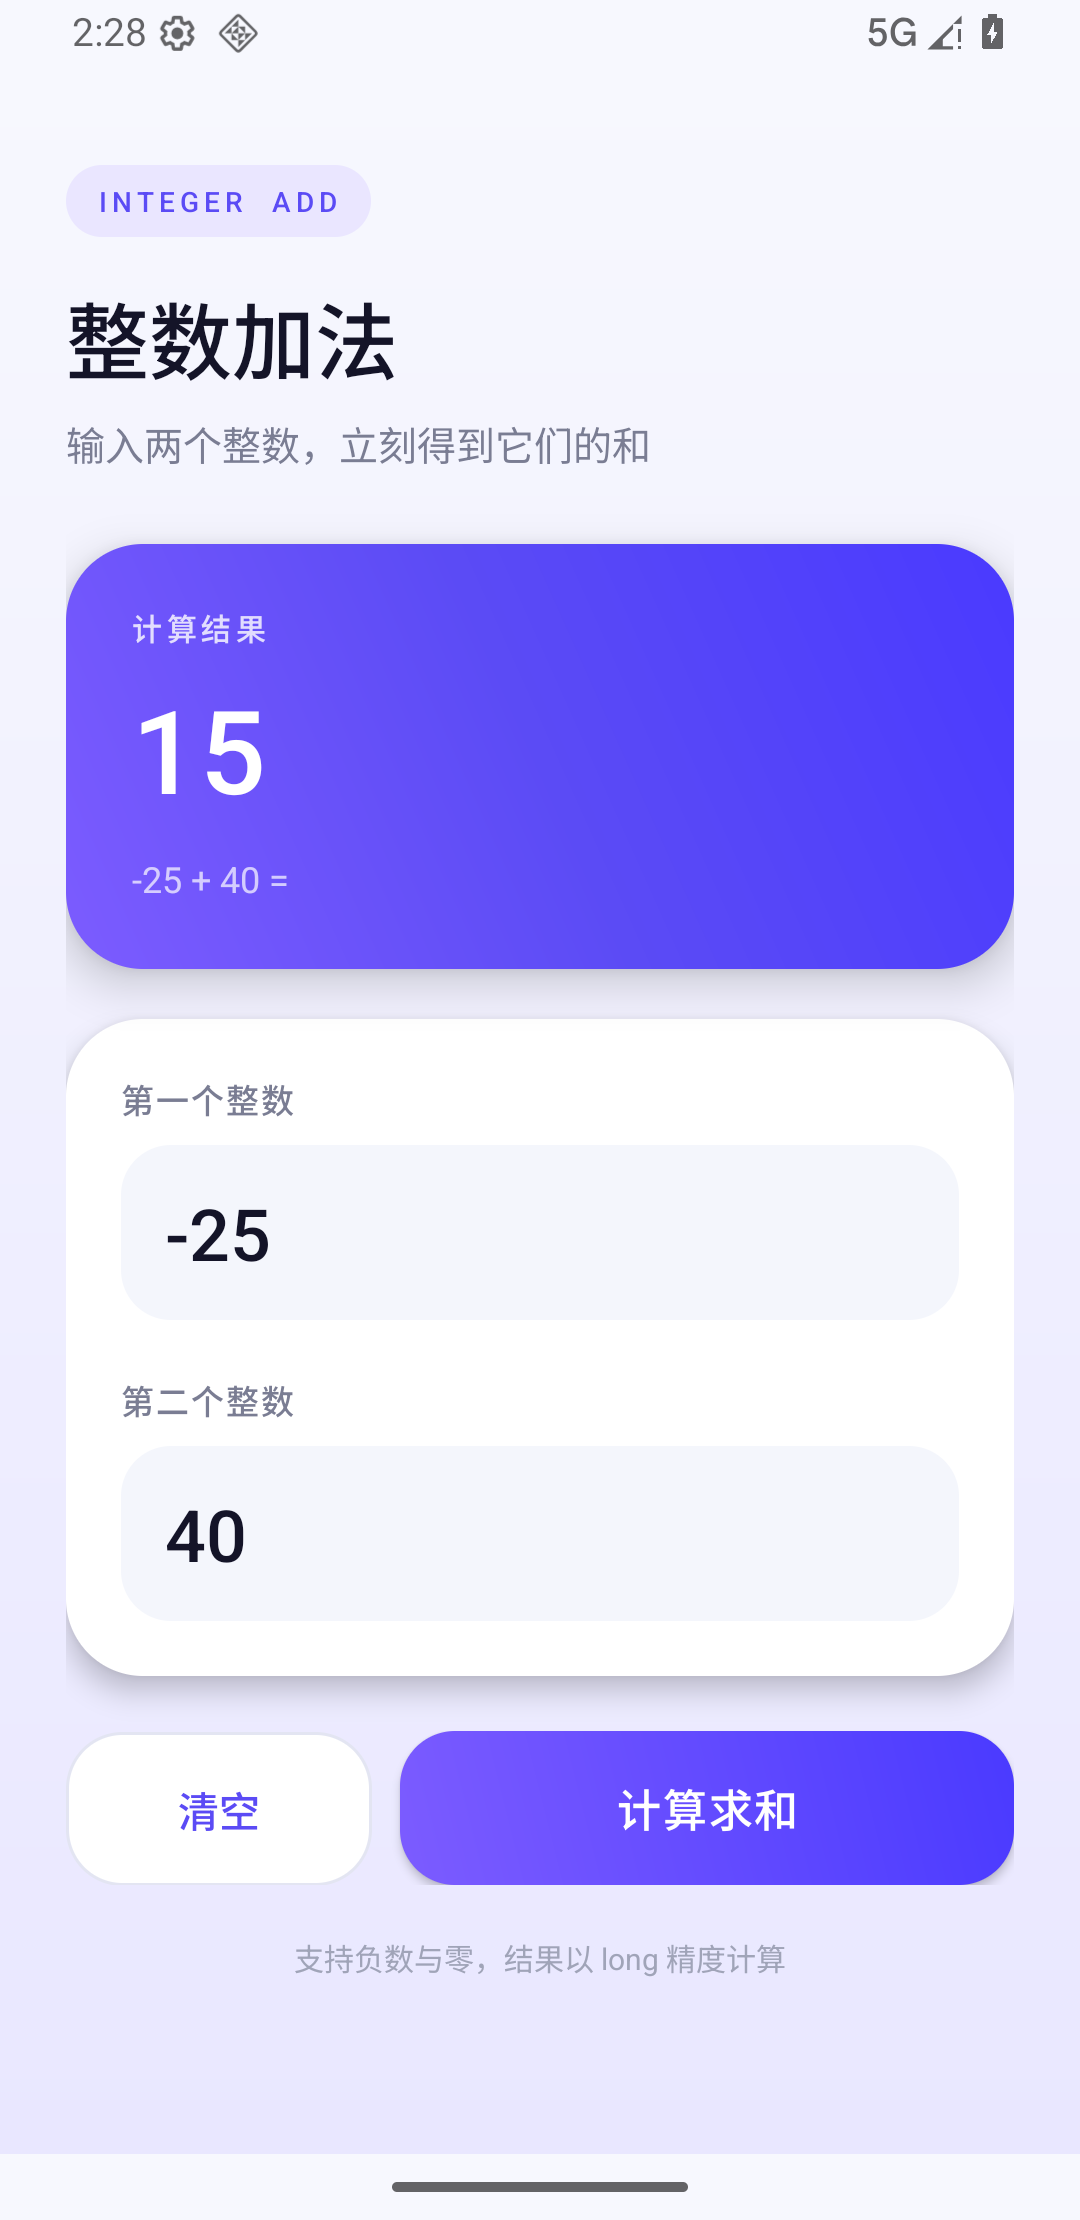 2:28
5G
INTEGER ADD
整数加法
输入两个整数，立刻得到它们的和
计算结果
15
-25 + 40 =
第一个整数
-25
第二个整数
40
清空
计算求和
支持负数与零，结果以 long 精度计算